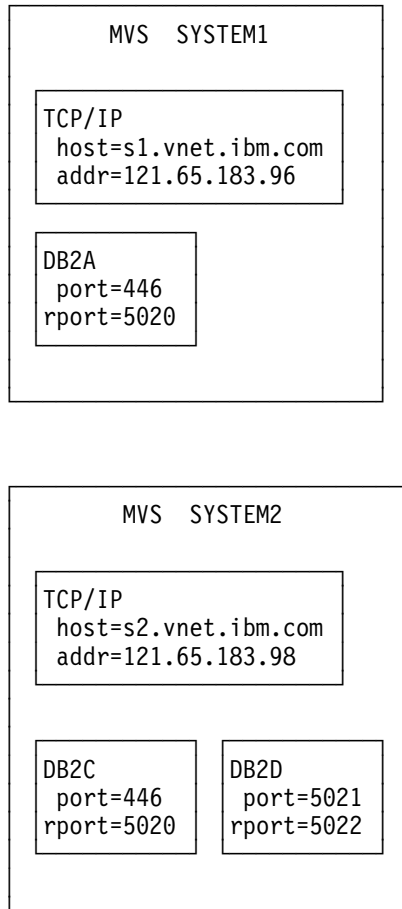 MVS SYSTEM1
TCP/IP
host=s1.vnet.ibm.com
addr=121.65.183.96
DB2A
port=446
rport=5020
MVS SYSTEM2
TCP/IP
host=s2.vnet.ibm.com
addr=121.65.183.98
DB2C
port=446
rport=5020
DB2D
port=5021
rport=5022